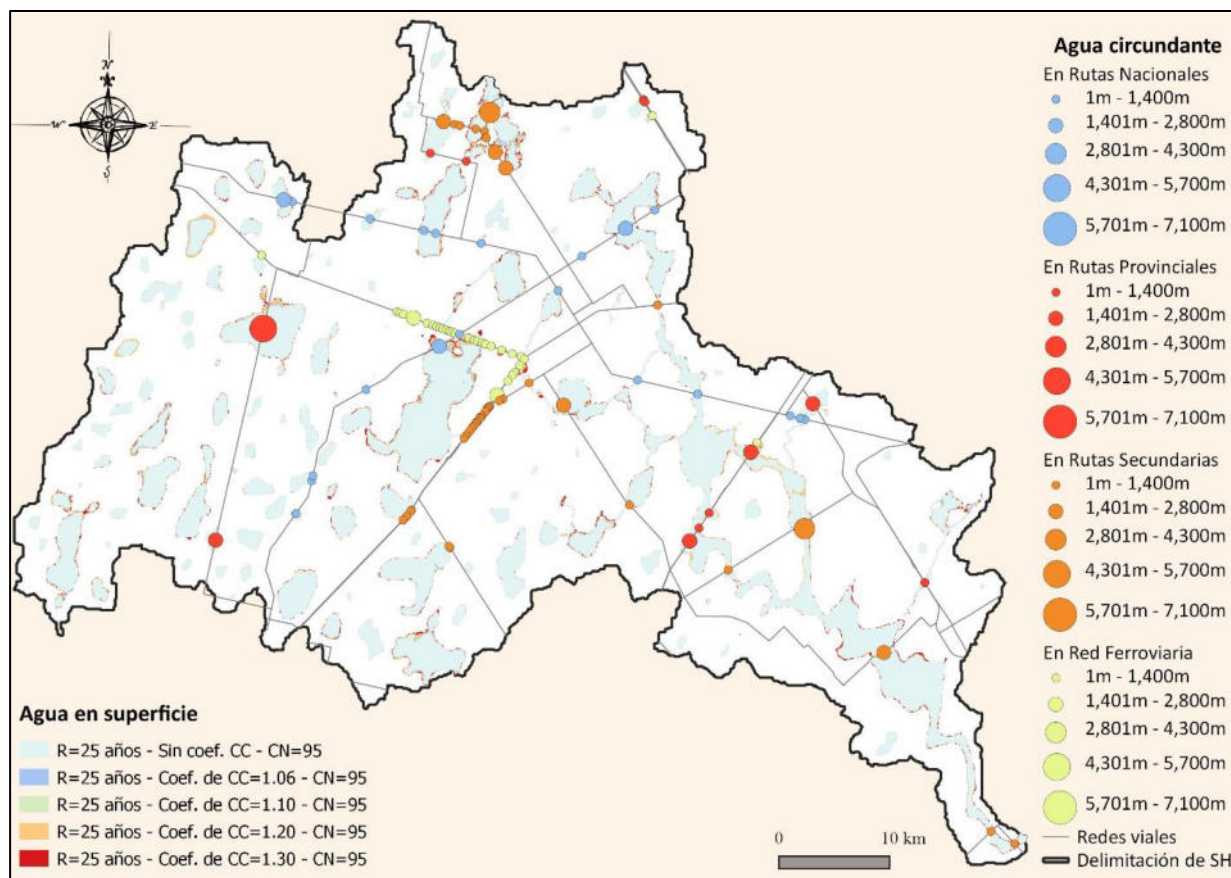 N
W
E
S
Agua circundante
En Rutas Nacionales
1m - 1,400m
1,401m - 2,800m
2,801m - 4,300m
4,301m - 5,700m
5,701m - 7,100m
En Rutas Provinciales
1m - 1,400m
1,401m - 2,800m
2,801m - 4,300m
4,301m - 5,700m
5,701m - 7,100m
En Rutas Secundarias
1m - 1,400m
1,401m - 2,800m
2,801m - 4,300m
4,301m - 5,700m
5,701m - 7,100m
En Red Ferroviaria
1m - 1,400m
1,401m - 2,800m
2,801m - 4,300m
4,301m - 5,700m
5,701m - 7,100m
Redes viales
Delimitación de SH
Agua en superficie
R=25 años - Sin coef. CC - CN=95
R=25 años - Coef. de CC=1.06 - CN=95
R=25 años - Coef. de CC=1.10 - CN=95
R=25 años - Coef. de CC=1.20 - CN=95
R=25 años - Coef. de CC=1.30 - CN=95
0 10 km